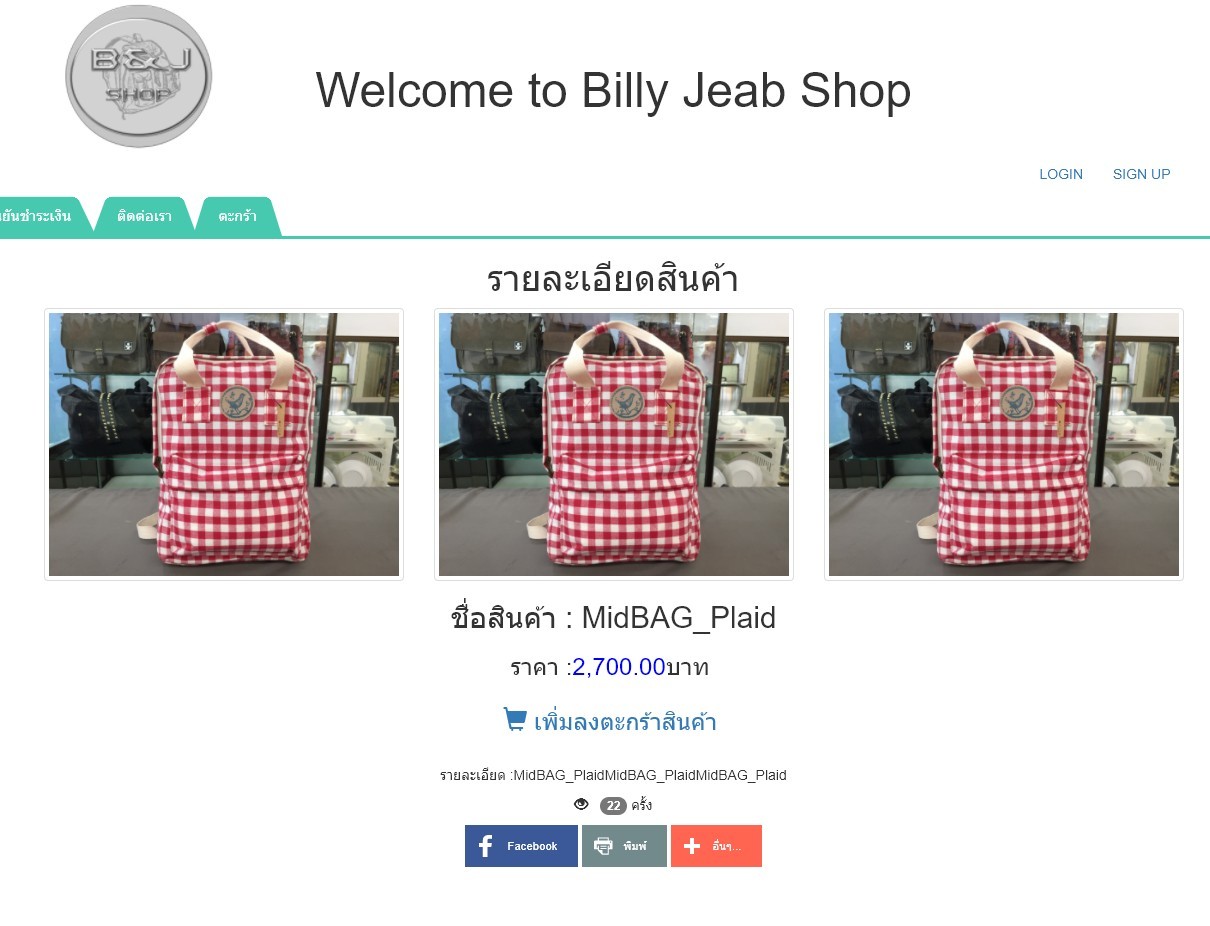 B&J
SHOP
Welcome to Billy Jeab Shop
LOGIN SIGN UP
ยันชำระเงิน ติดต่อเรา ตะกร้า
รายละเอียดสินค้า
ชื่อสินค้า : MidBAG_Plaid
ราคา :2,700.00บาท
เพิ่มลงตะกร้าสินค้า
รายละเอียด :MidBAG_PlaidMidBAG_PlaidMidBAG_Plaid
22 ครั้ง
Facebook พิมพ์ อื่นๆ...